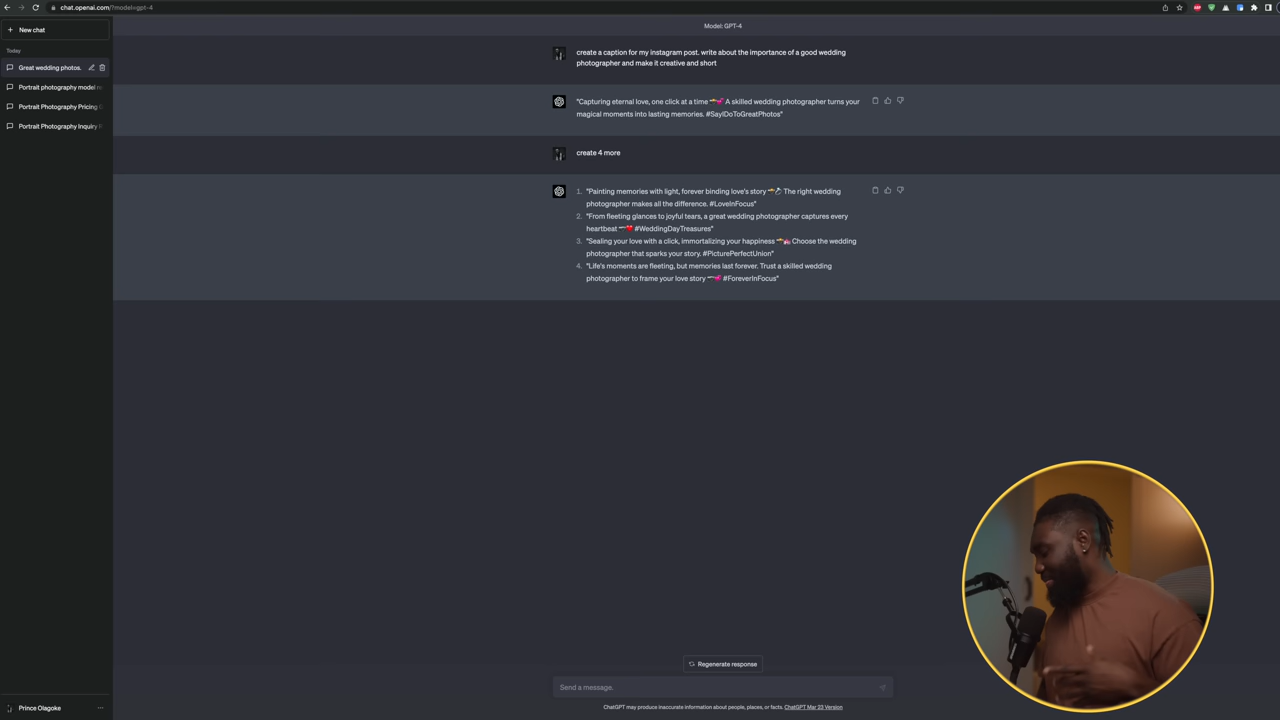 chat.openai.com/?model=gpt-4
New chat
Model: GPT-4
Today
Great wedding photos.
Portrait photography model re
Portrait Photography Pricing
Portrait Photography Inquiry
create a caption for my instagram post. write about the importance of a good wedding
photographer and make it creative and short
"Capturing eternal love, one click at a time 📸💕 A skilled wedding photographer turns your
magical moments into lasting memories. #SayIDoToGreatPhotos"
create 4 more
1. "Painting memories with light, forever binding love's story 📸💍 The right wedding
photographer makes all the difference. #LoveInFocus"
2. "From fleeting glances to joyful tears, a great wedding photographer captures every
heartbeat 📷❤️ #WeddingDayTreasures"
3. "Sealing your love with a click, immortalizing your happiness 📸💒 Choose the wedding
photographer that sparks your story. #PicturePerfectUnion"
4. "Life's moments are fleeting, but memories last forever. Trust a skilled wedding
photographer to frame your love story 📷💕 #ForeverInFocus"
Regenerate response
Send a message.
Prince Olagoke
ChatGPT may produce inaccurate information about people, places, or facts. ChatGPT Mar 23 Version